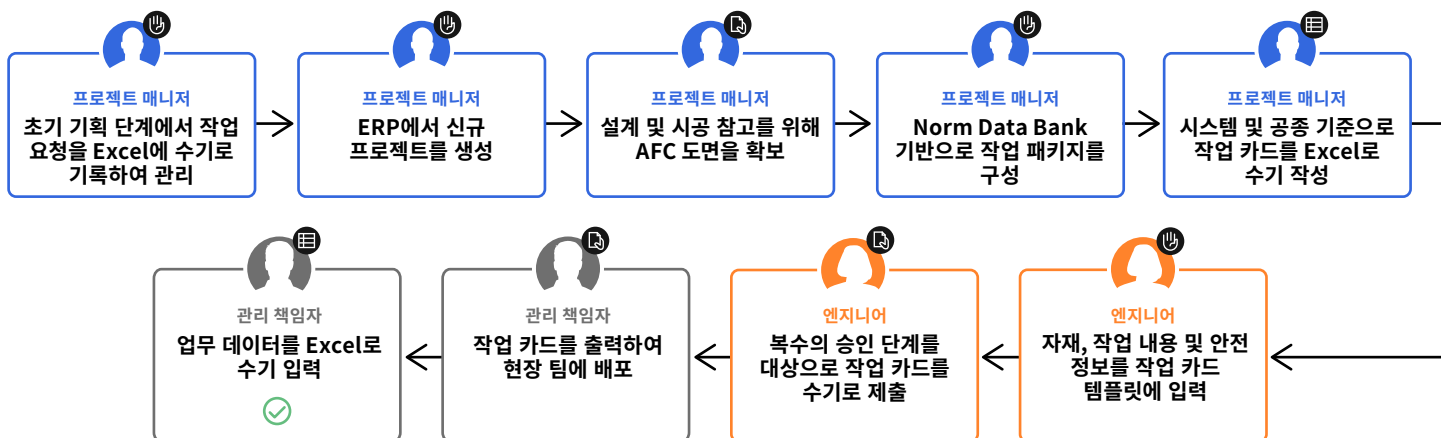 프로젝트 매니저
초기 기획 단계에서 작업
요청을 Excel에 수기로
기록하여 관리
프로젝트 매니저
ERP에서 신규
프로젝트를 생성
프로젝트 매니저
설계 및 시공 참고를 위해
AFC 도면을 확보
프로젝트 매니저
Norm Data Bank
기반으로 작업 패키지를
구성
프로젝트 매니저
시스템 및 공종 기준으로
작업 카드를 Excel로
수기 작성
엔지니어
자재, 작업 내용 및 안전
정보를 작업 카드
템플릿에 입력
엔지니어
복수의 승인 단계를
대상으로 작업 카드를
수기로 제출
관리 책임자
작업 카드를 출력하여
현장 팀에 배포
관리 책임자
업무 데이터를 Excel로
수기 입력